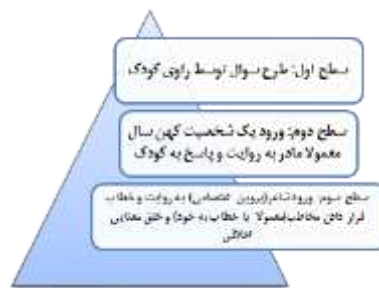 سطح اول: طرح سوال توسط راوی کودک
سطح دوم: ورود یک شخصیت کهن سال
معمولا مادر به روایت و پاسخ به کودک
سطح سوم: ورود شاعر(پروین اعتصامی) به روایت و خطاب
قرار دادن مخاطب(معمولا با خطاب به خود) و خلق معنایی
اخلاقی